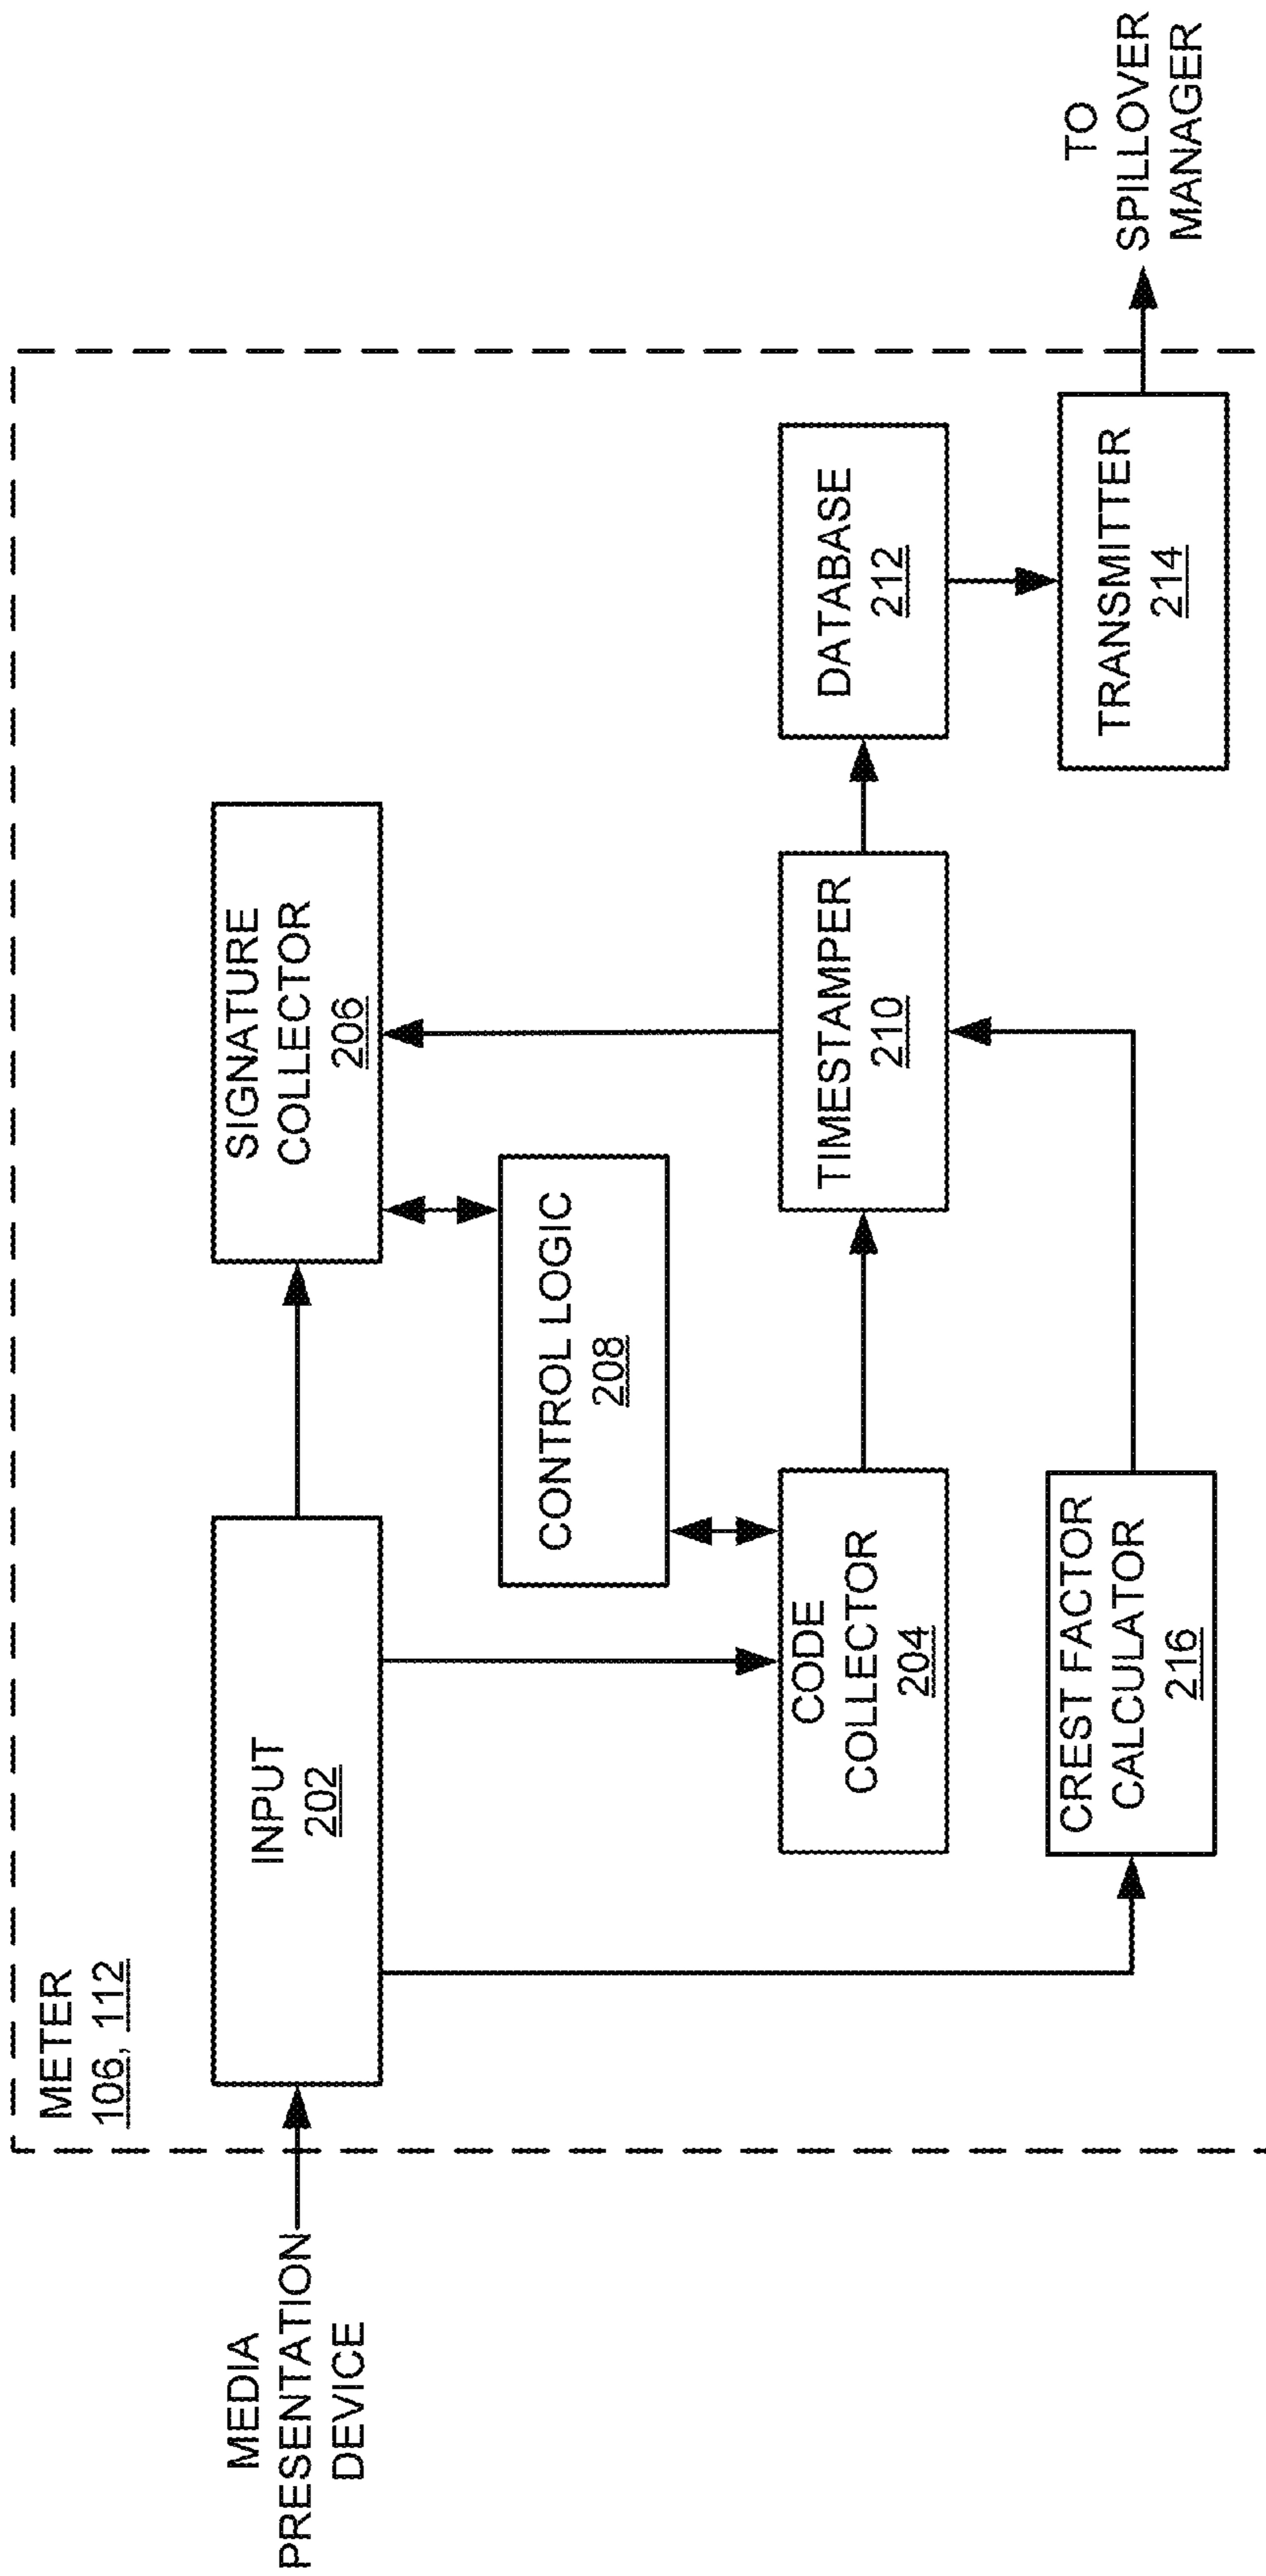 METER
106, 112
MEDIA
PRESENTATION
DEVICE
INPUT
202
SIGNATURE
COLLECTOR
206
CONTROL LOGIC
208
CODE
COLLECTOR
204
TIMESTAMPER
210
DATABASE
212
CREST FACTOR
CALCULATOR
216
TRANSMITTER
214
TO
SPILLOVER
MANAGER